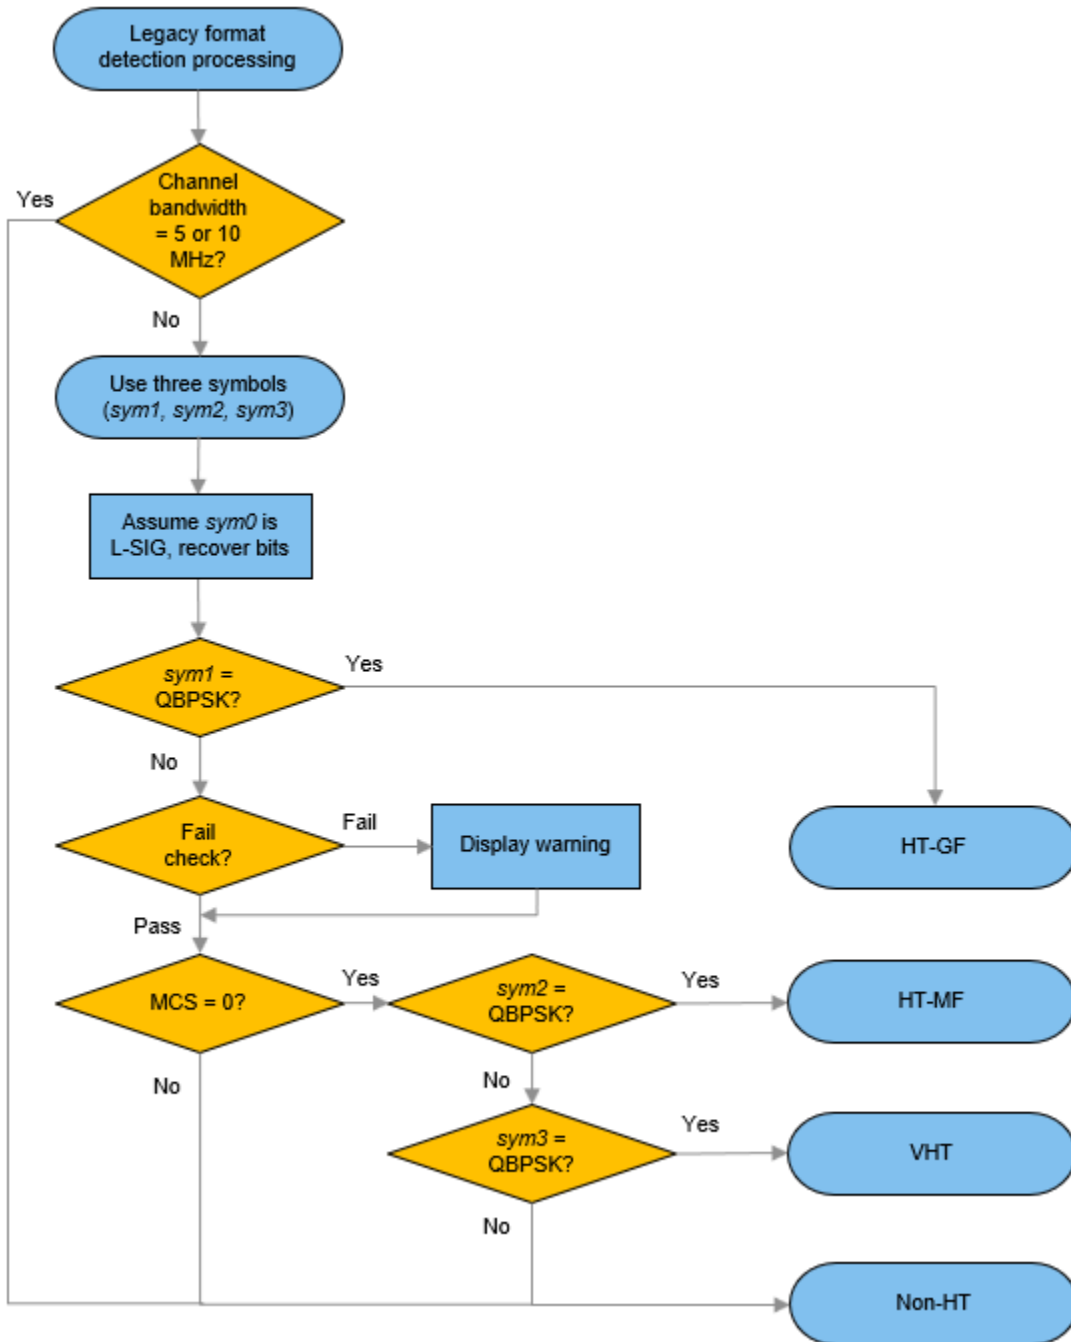 Legacy format
detection processing
Channel
bandwidth
= 5 or 10
MHz?
Yes
No
Use three symbols
(sym1, sym2, sym3)
Assume sym0 is
L-SIG, recover bits
sym1 =
QBPSK?
Yes
No
Fail
check?
Fail
Display warning
HT-GF
Pass
MCS = 0?
Yes
sym2 =
QBPSK?
Yes
HT-MF
No
No
sym3 =
QBPSK?
Yes
VHT
No
Non-HT